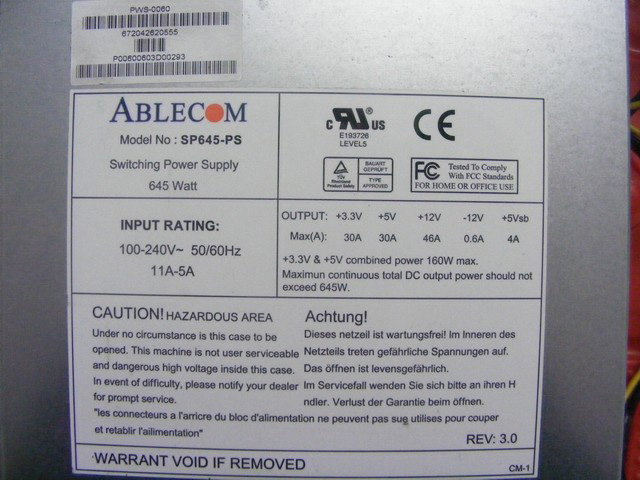 PWS-0060
672042620555
P00600603D00293
ABLECOM
Model No : SP645-PS
Switching Power Supply
645 Watt
c RU US
®
E193726
LEVEL5
CE
TÜV
Rheinland
Product Safety
BAUART
GEPRÜFT
TYPE
APPROVED
FC Tested To Comply
With FCC Standards
FOR HOME OR OFFICE USE
INPUT RATING:
100-240V~ 50/60Hz
11A-5A
OUTPUT: +3.3V +5V +12V -12V +5Vsb
Max(A): 30A 30A 46A 0.6A 4A
+3.3V & +5V combined power 160W max.
Maximun continuous total DC output power should not
exceed 645W.
CAUTION! HAZARDOUS AREA
Under no circumstance is this case to be
opened. This machine is not user serviceable
and dangerous high voltage inside this case.
In event of difficulty, please notify your dealer
for prompt service.
Achtung!
Dieses netzeil ist wartungsfrei! Im Inneren des
Netzteils treten gefährliche Spannungen auf.
Das öffnen ist levensgefährlich.
Im Servicefall wenden Sie sich bitte an ihren H
ndler. Verlust der Garantie beim öffnen.
"les connecteurs a l'arricre du bloc d'alimentation ne peuvent pas sue utilises pour couper
et retablir l'ailimentation"
REV: 3.0
WARRANT VOID IF REMOVED
CM-1